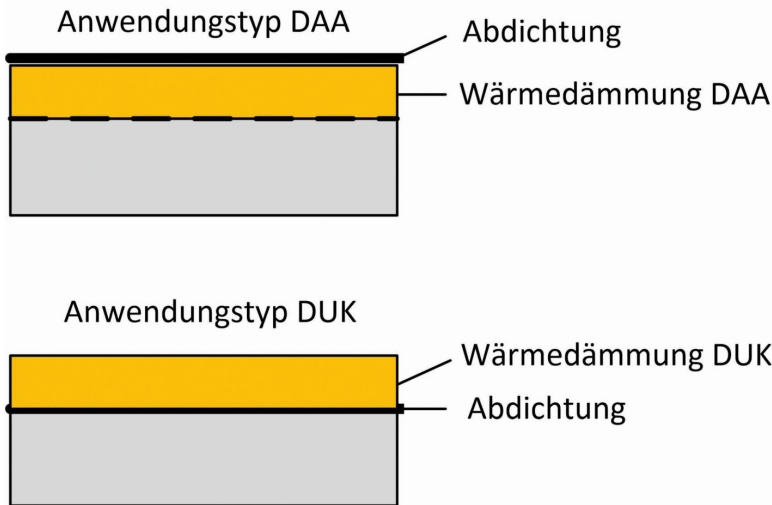 Anwendungstyp DAA
Abdichtung
Wärmedämmung DAA
Anwendungstyp DUK
Wärmedämmung DUK
Abdichtung